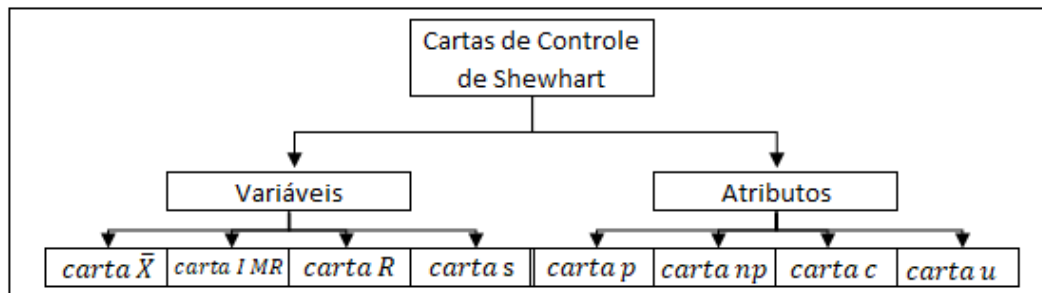 Cartas de Controle
de Shewhart
Variáveis
Atributos
carta X̄
carta I MR
carta R
carta s
carta p
carta np
carta c
carta u